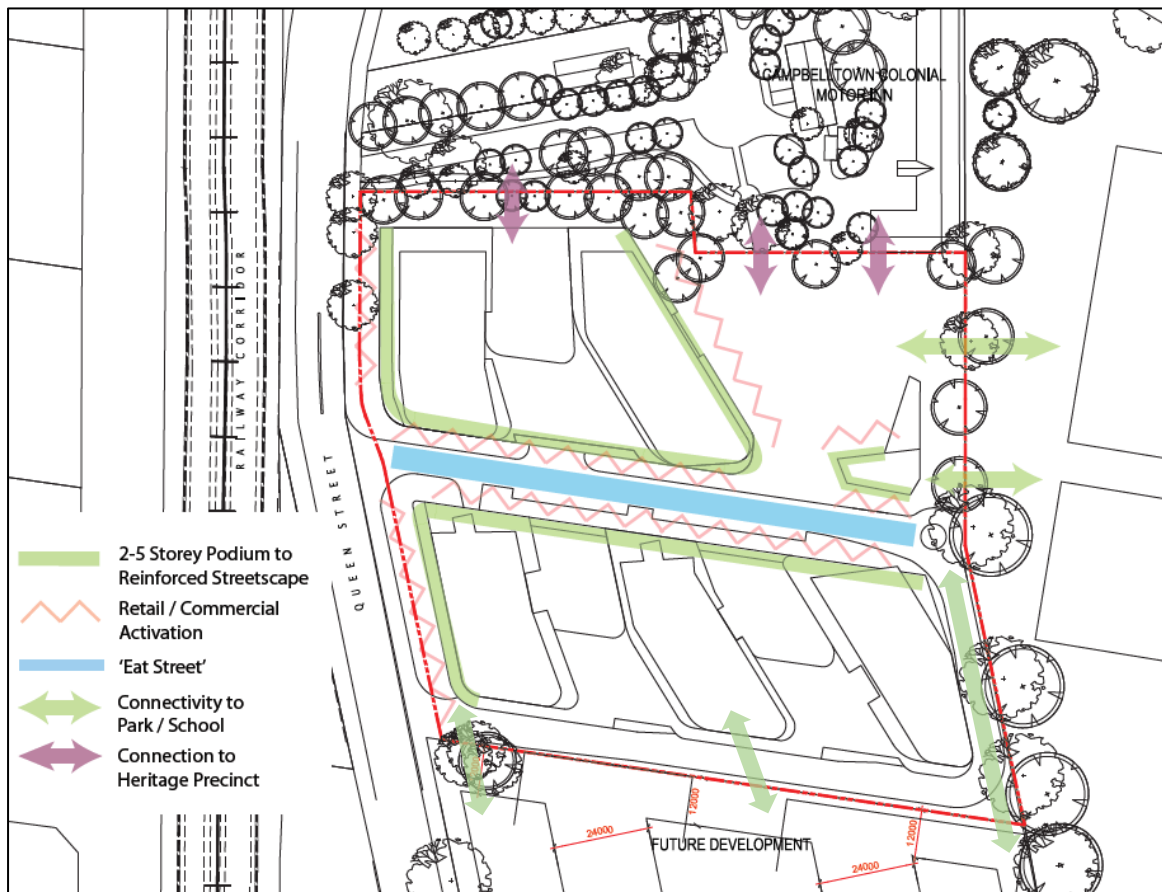 CAMPBELLTOWN COLONIAL
MOTOR INN
RAILWAY CORRIDOR
QUEEN STREET
2-5 Storey Podium to
Reinforced Streetscape
Retail / Commercial
Activation
'Eat Street'
Connectivity to
Park / School
Connection to
Heritage Precinct
12000
24000
FUTURE DEVELOPMENT
12000
24000